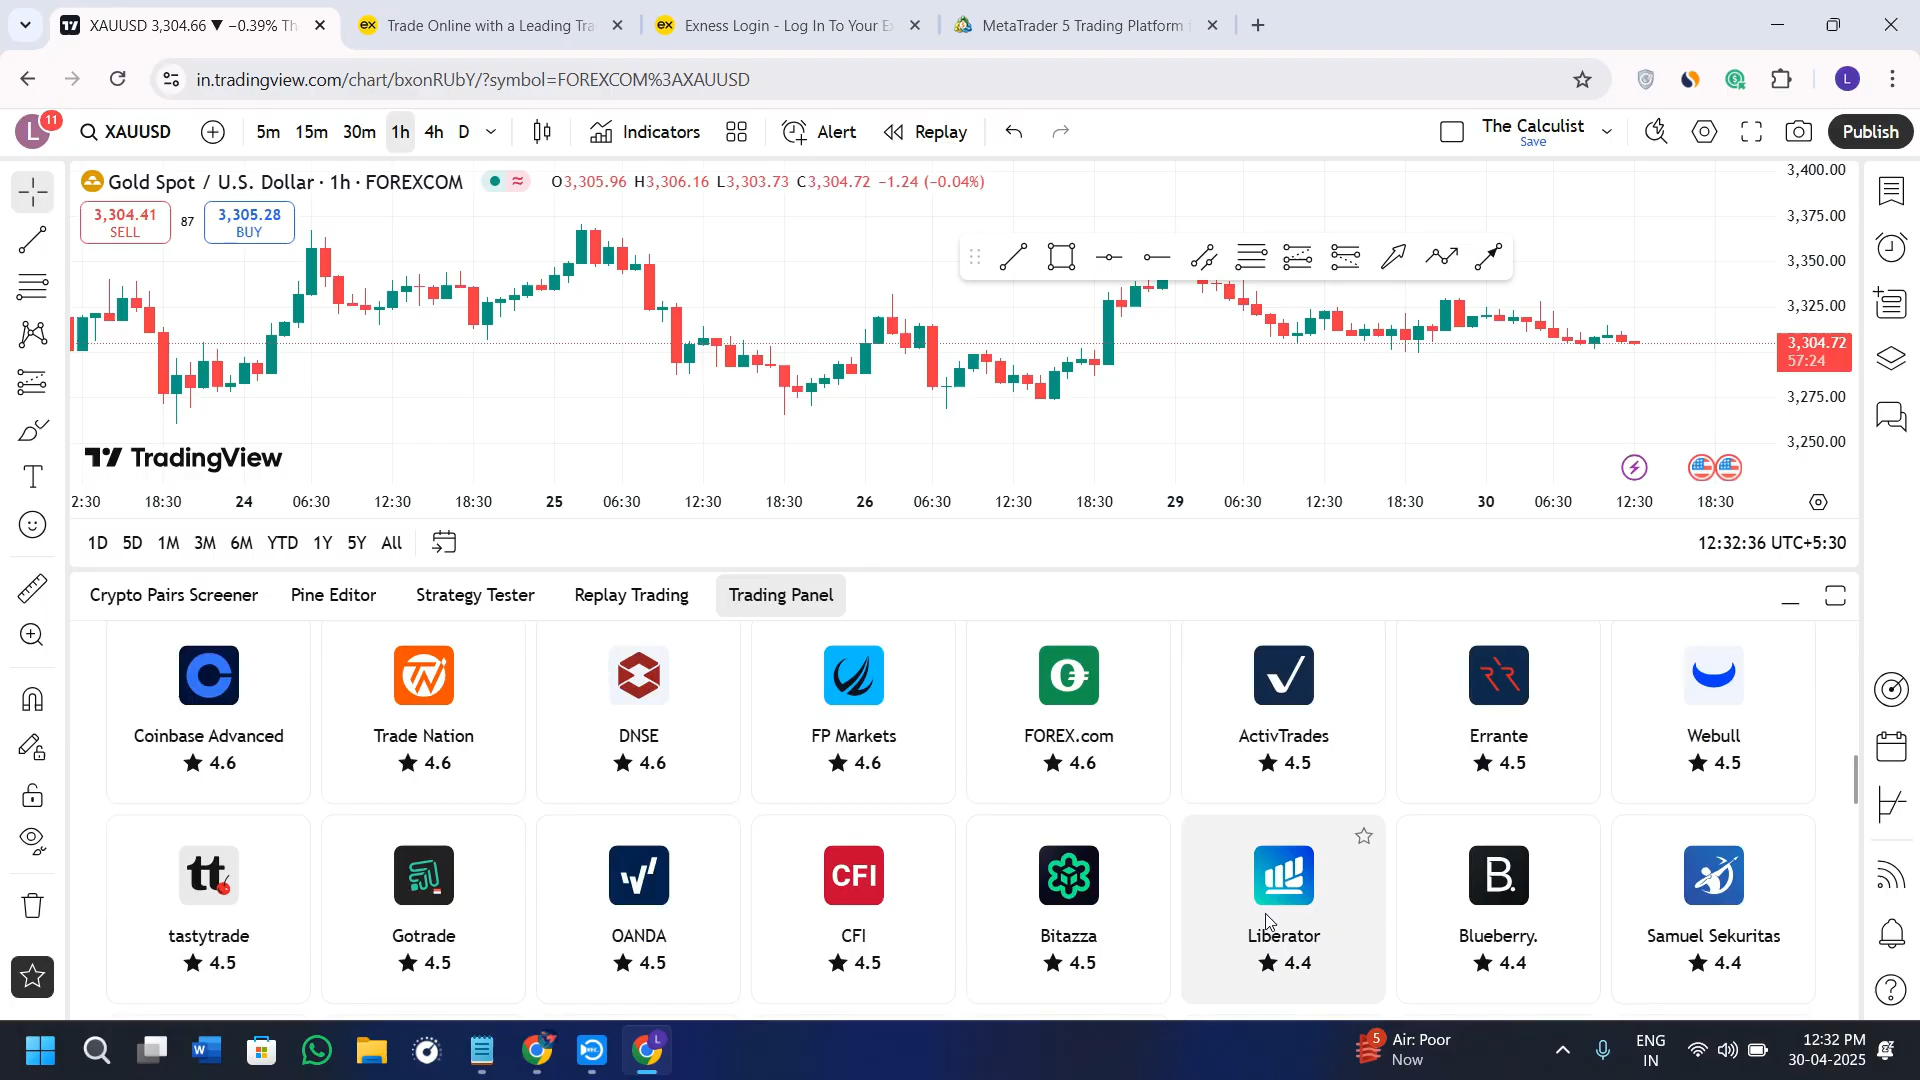 XAUUSD 3,304.66 ▼ −0.39% Th
Trade Online with a Leading Tra
Exness Login - Log In To Your E
MetaTrader 5 Trading Platform
in.tradingview.com/chart/bxonRUbY/?symbol=FOREXCOM%3AXAUUSD
L
L
11
XAUUSD
5m 15m 30m 1h 4h D
Indicators
Alert
Replay
The Calculist
Save
Publish
Gold Spot / U.S. Dollar · 1h · FOREXCOM
O3,305.96 H3,306.16 L3,303.73 C3,304.72 −1.24 (−0.04%)
3,304.41
SELL
87
3,305.28
BUY
3,400.00
3,375.00
3,350.00
3,325.00
3,304.72
57:24
3,275.00
3,250.00
TradingView
2:30 18:30 24 06:30 12:30 18:30 25 06:30 12:30 18:30 26 06:30 12:30 18:30 29 06:30 12:30 18:30 30 06:30 12:30 18:30
1D 5D 1M 3M 6M YTD 1Y 5Y All
12:32:36 UTC+5:30
Crypto Pairs Screener Pine Editor Strategy Tester Replay Trading Trading Panel
Coinbase Advanced Trade Nation DNSE FP Markets FOREX.com ActivTrades Errante Webull
4.6 4.6 4.6 4.6 4.6 4.5 4.5 4.5
tt CFI B.
tastytrade Gotrade OANDA CFI Bitazza Liberator Blueberry. Samuel Sekuritas
4.5 4.5 4.5 4.5 4.5 4.4 4.4 4.4
5
Air: Poor
Now
ENG
IN
12:32 PM
30-04-2025